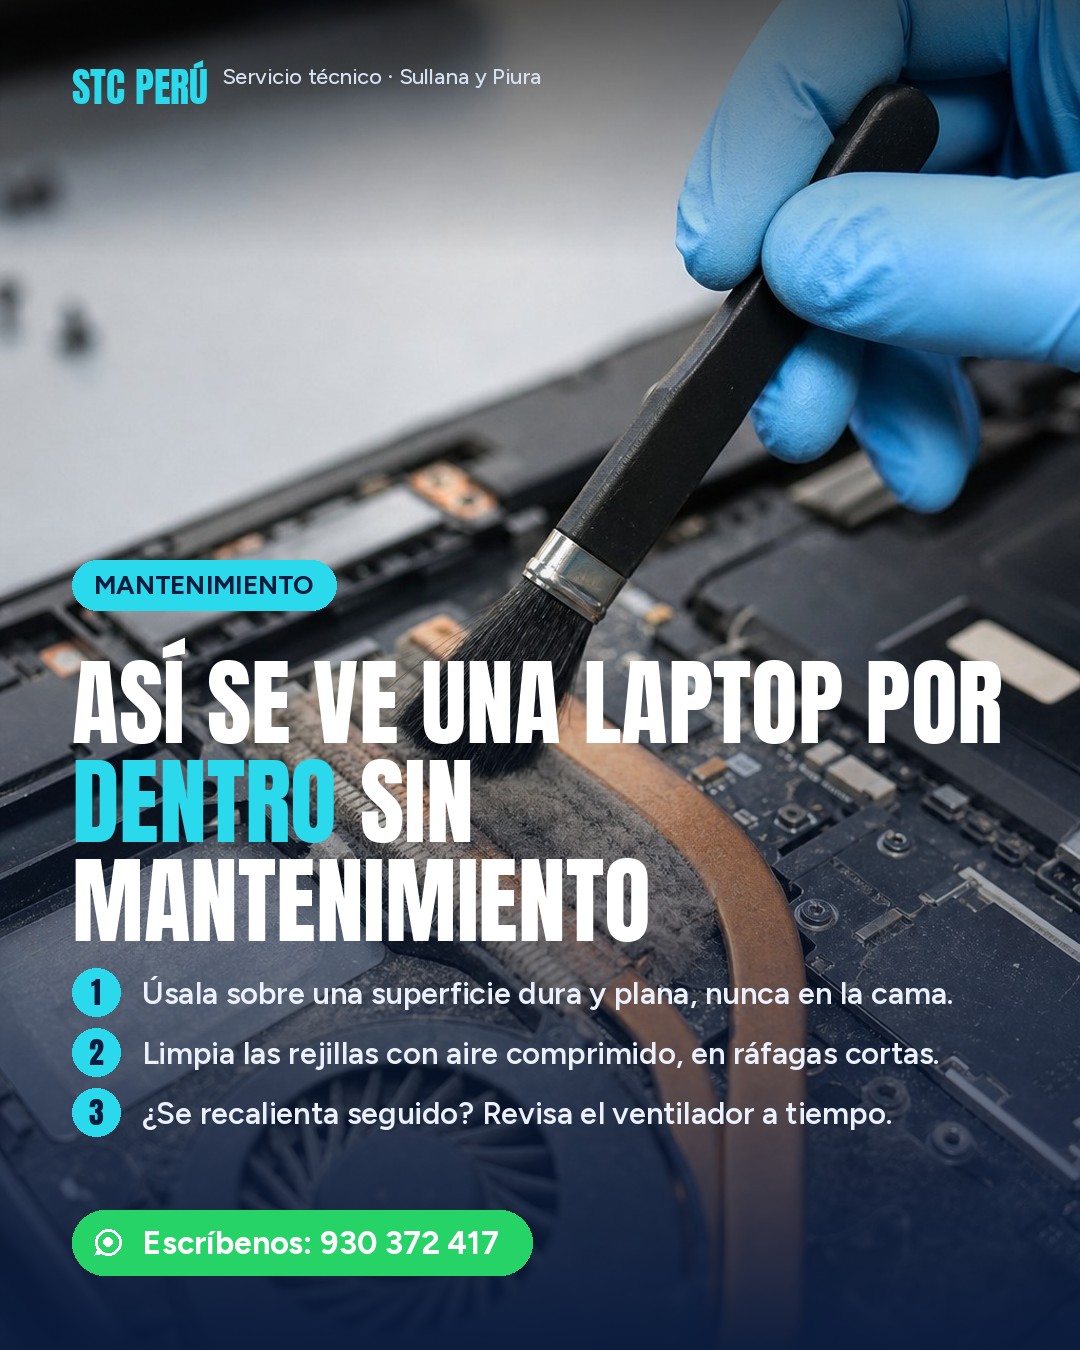 STC PERÚ Servicio técnico · Sullana y Piura
MANTENIMIENTO
ASÍ SE VE UNA LAPTOP POR
DENTRO SIN
MANTENIMIENTO
1 Úsala sobre una superficie dura y plana, nunca en la cama.
2 Limpia las rejillas con aire comprimido, en ráfagas cortas.
3 ¿Se recalienta seguido? Revisa el ventilador a tiempo.
Escríbenos: 930 372 417